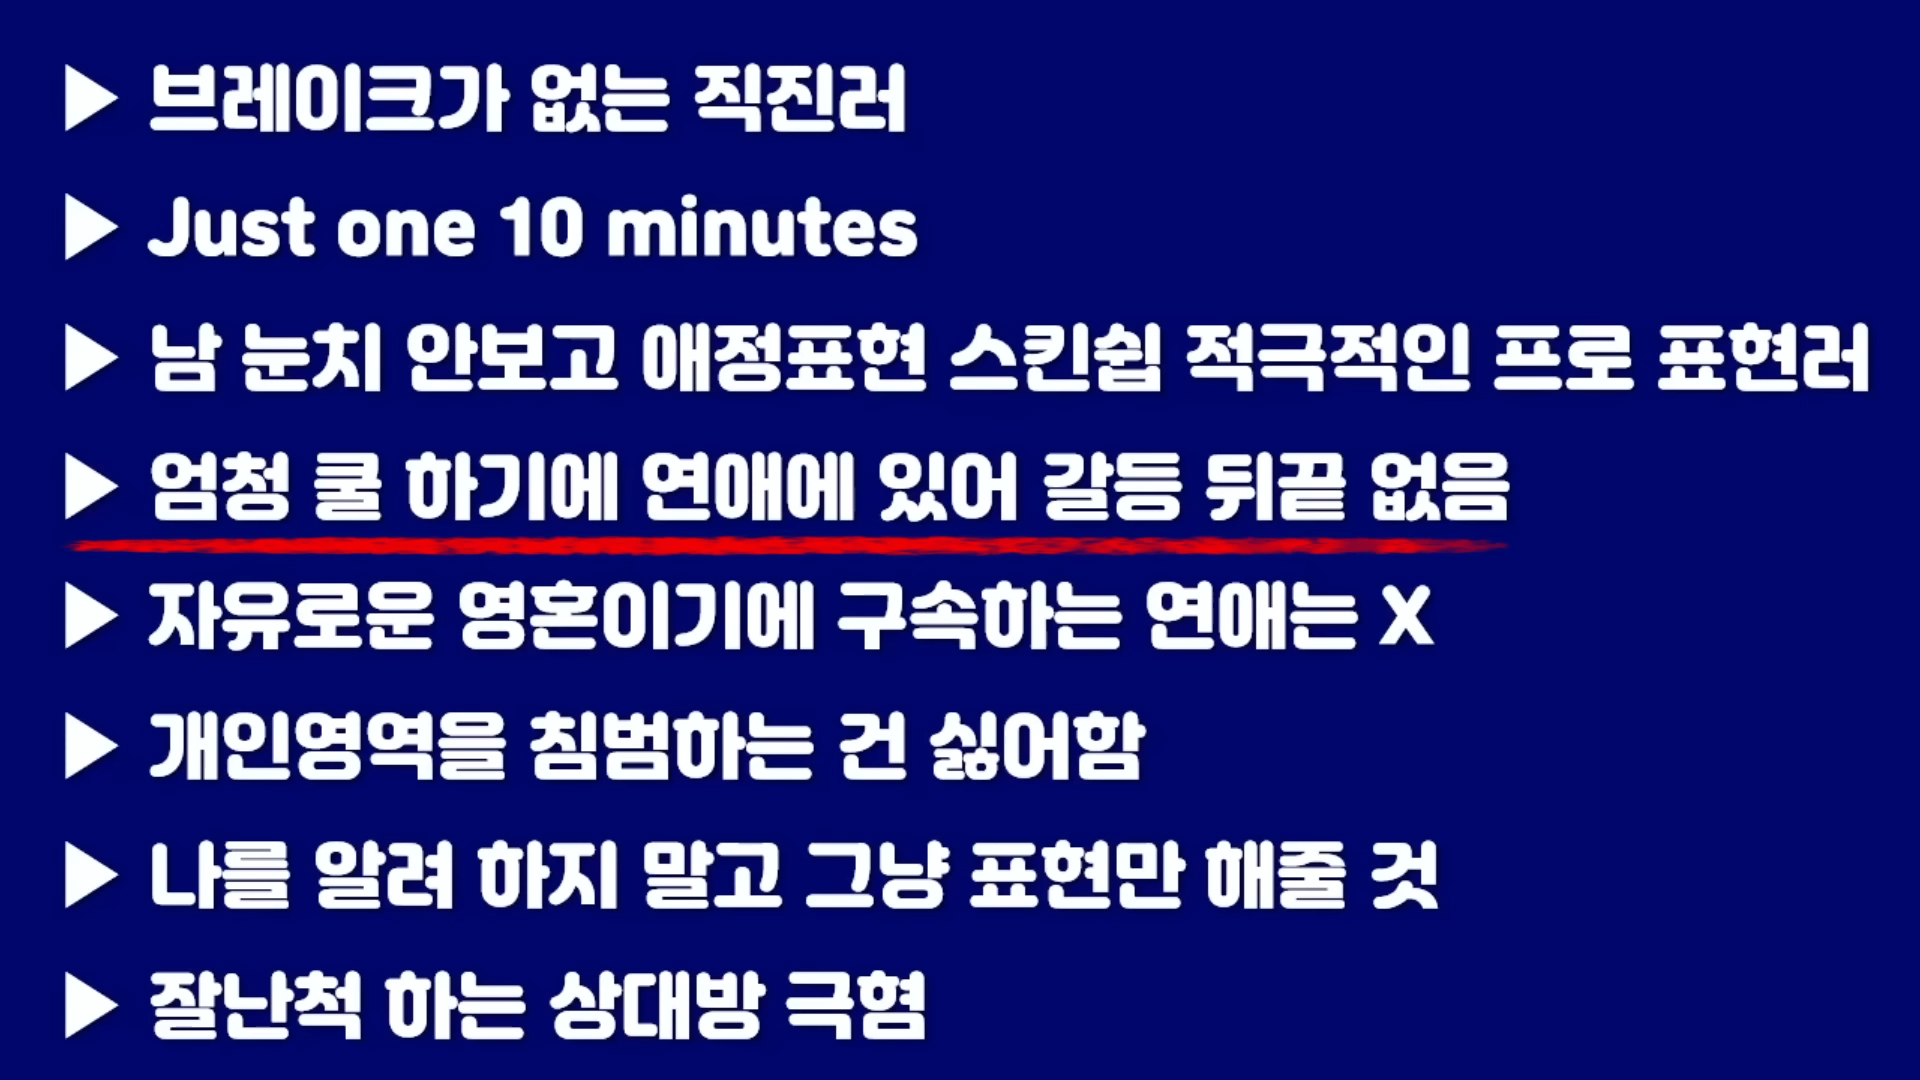 ▶ 브레이크가 없는 직진러
▶ Just one 10 minutes
▶ 남 눈치 안보고 애정표현 스킨쉽 적극적인 프로 표현러
▶ 엄청 쿨 하기에 연애에 있어 갈등 뒤끝 없음
▶ 자유로운 영혼이기에 구속하는 연애는 X
▶ 개인영역을 침범하는 건 싫어함
▶ 나를 알려 하지 말고 그냥 표현만 해줄 것
▶ 잘난척 하는 상대방 극혐